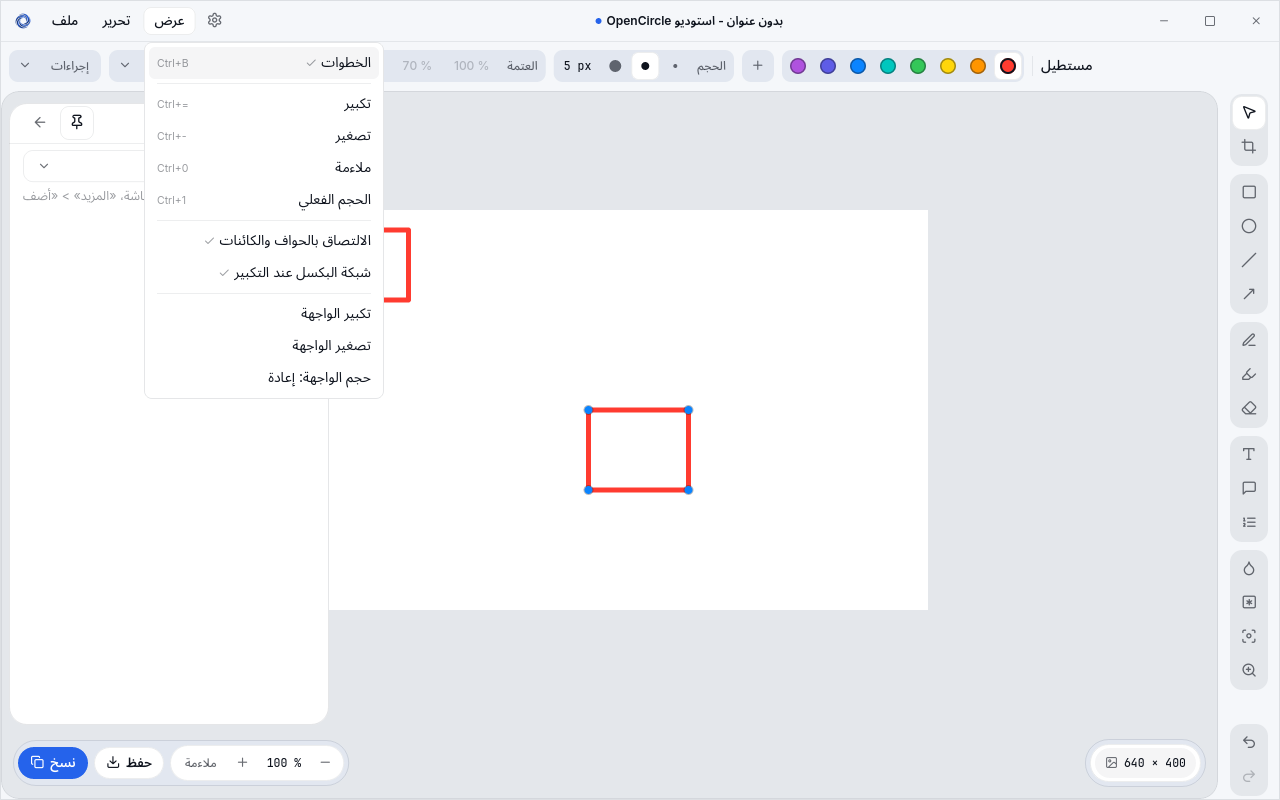 بدون عنوان - استوديو OpenCircle
ملف
تحرير
عرض
مستطيل
الحجم
5 px
العتمة
100 %
70 %
إجراءات
الخطوات Ctrl+B
تكبير Ctrl+=
تصغير Ctrl+-
ملاءمة Ctrl+0
الحجم الفعلي Ctrl+1
الالتصاق بالحواف والكائنات
شبكة البكسل عند التكبير
تكبير الواجهة
تصغير الواجهة
حجم الواجهة: إعادة
«المزيد» > «أضف
640 × 400
100 %
ملاءمة
حفظ
نسخ